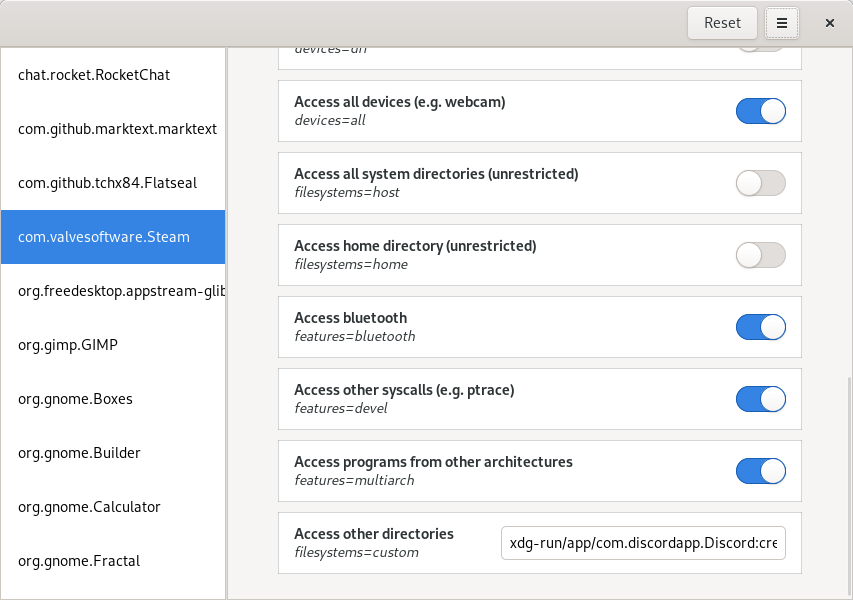 Reset
chat.rocket.RocketChat
com.github.marktext.marktext
com.github.tchx84.Flatseal
com.valvesoftware.Steam
org.freedesktop.appstream-glib
org.gimp.GIMP
org.gnome.Boxes
org.gnome.Builder
org.gnome.Calculator
org.gnome.Fractal
Access all devices (e.g. webcam)
devices=all
Access all system directories (unrestricted)
filesystems=host
Access home directory (unrestricted)
filesystems=home
Access bluetooth
features=bluetooth
Access other syscalls (e.g. ptrace)
features=devel
Access programs from other architectures
features=multiarch
Access other directories
filesystems=custom
xdg-run/app/com.discordapp.Discord:cre